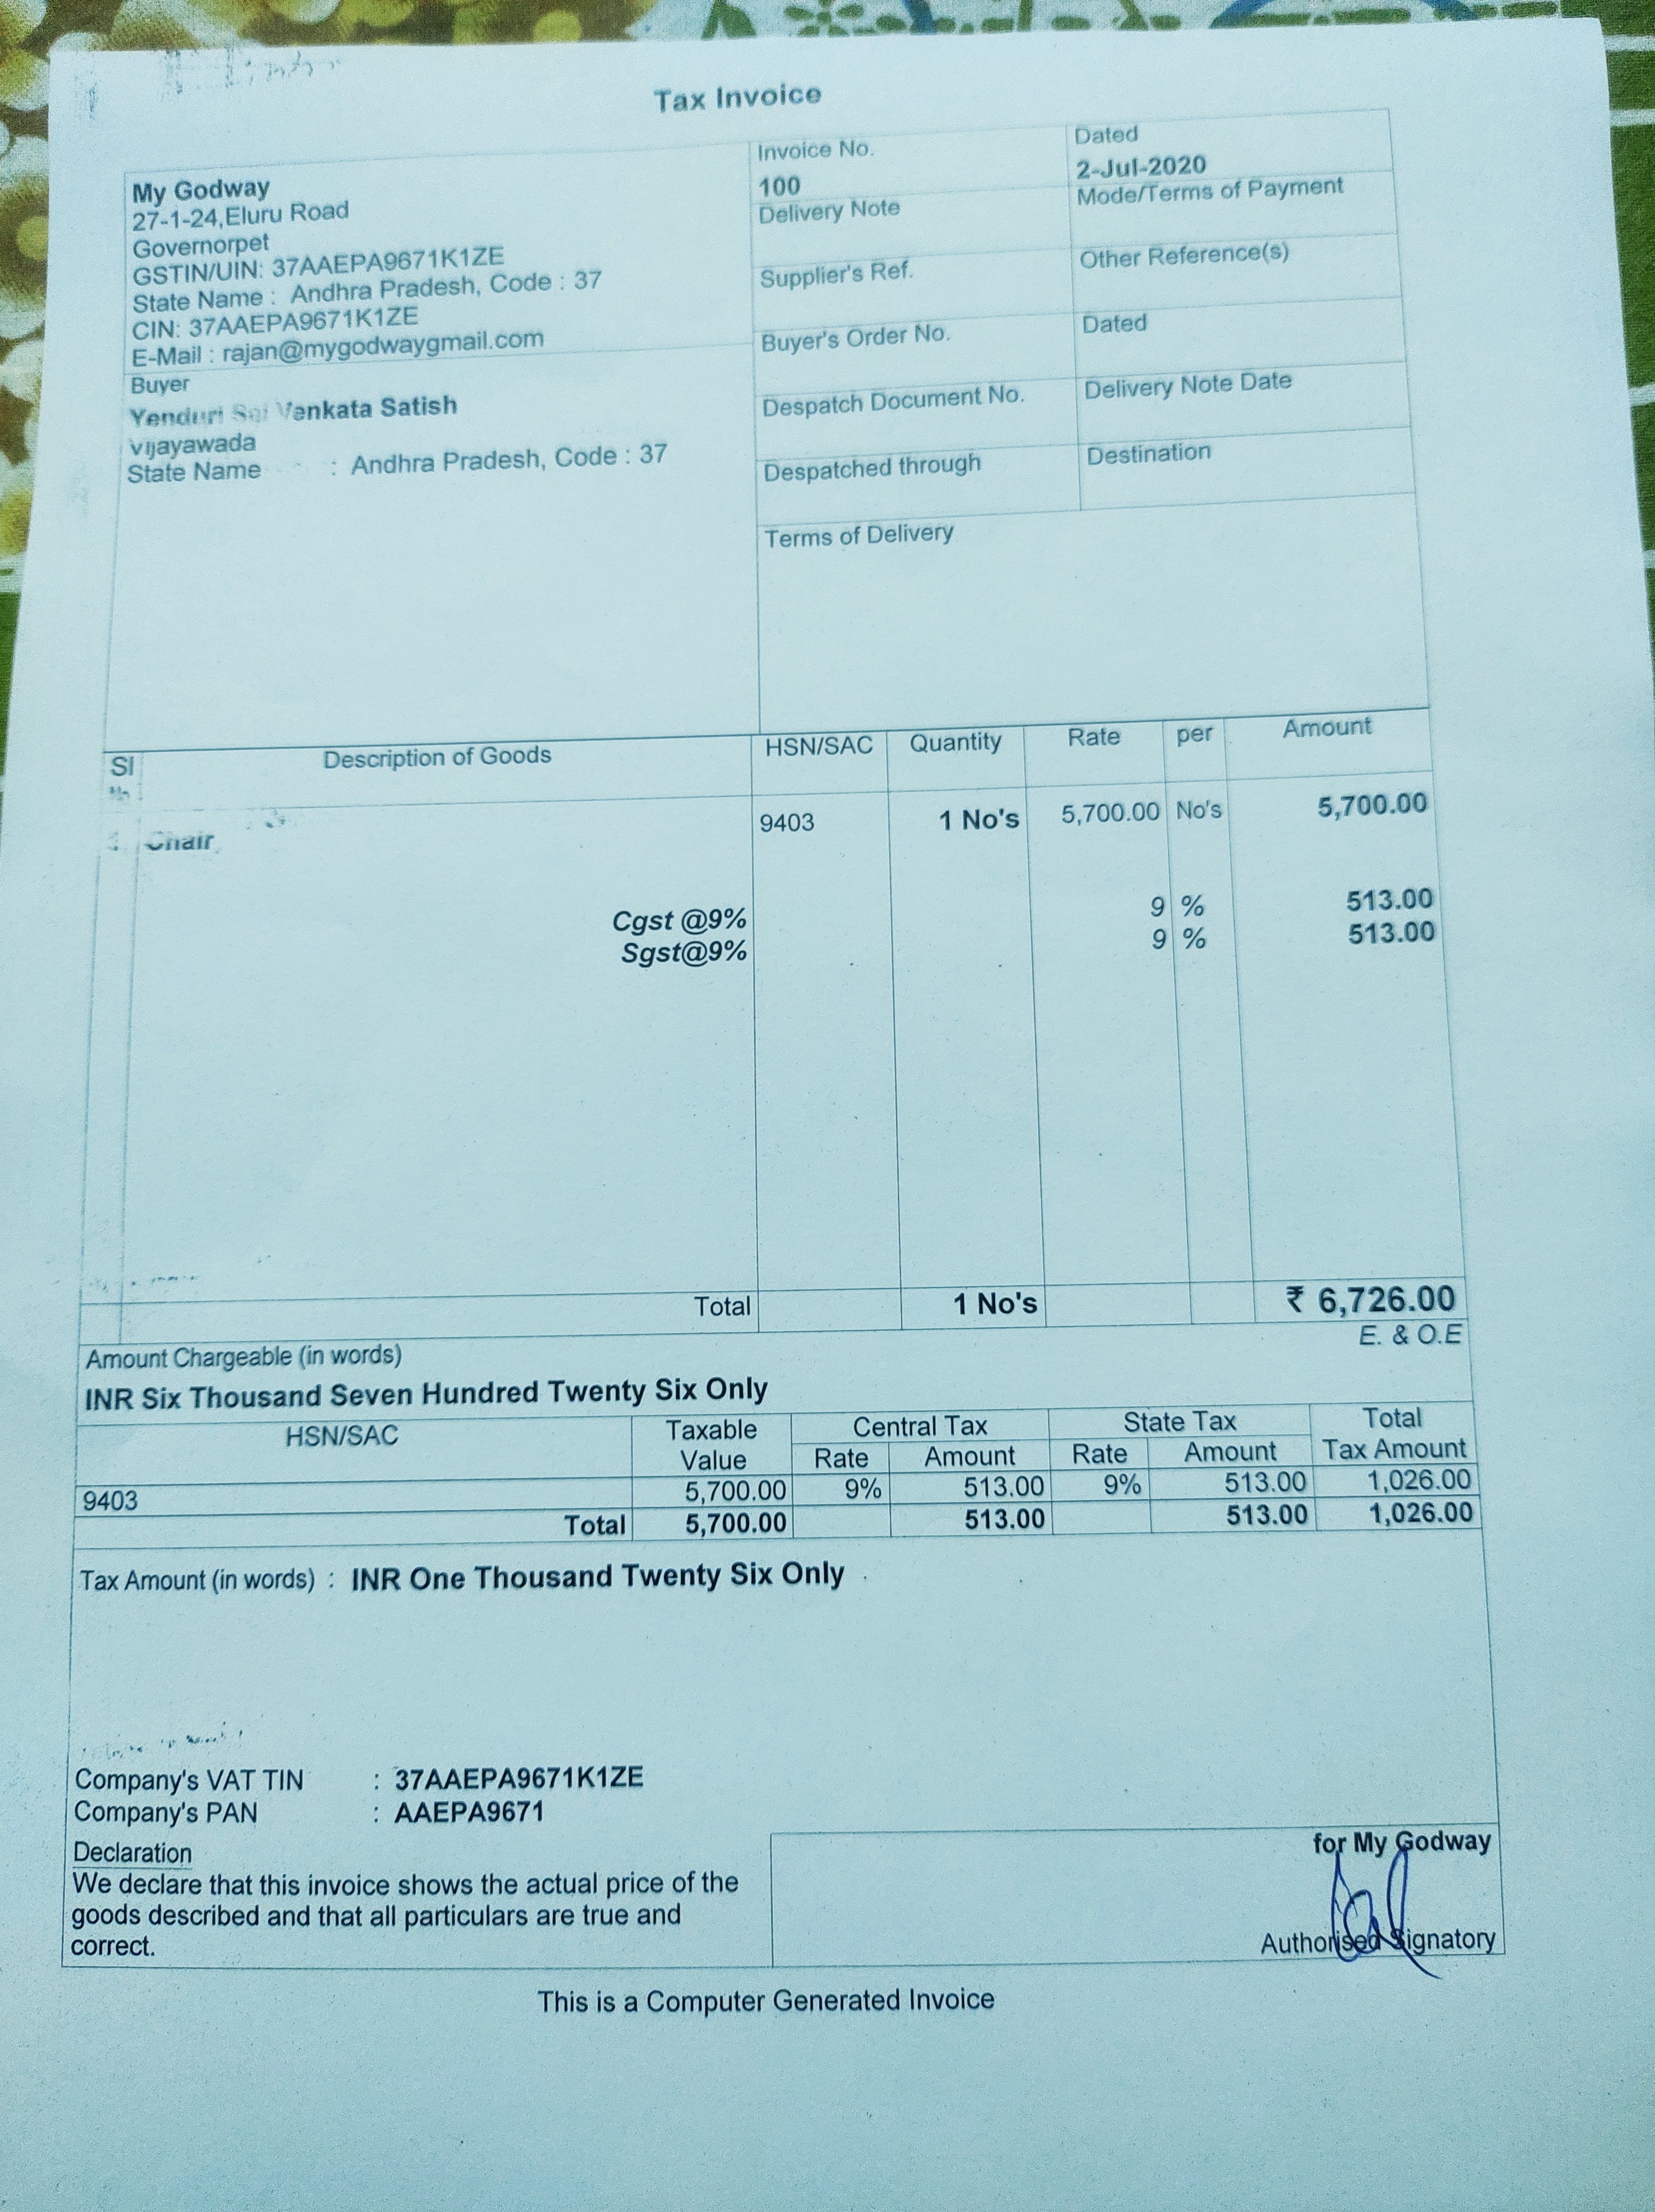 Tax Invoice
My Godway
27-1-24,Eluru Road
Governorpet
GSTIN/UIN: 37AAEPA9671K1ZE
State Name : Andhra Pradesh, Code : 37
CIN: 37AAEPA9671K1ZE
E-Mail : rajan@mygodwaygmail.com
Buyer
Yenduri Sai Venkata Satish
Vijayawada
State Name : Andhra Pradesh, Code : 37
Invoice No.
100
Dated
2-Jul-2020
Delivery Note
Mode/Terms of Payment
Supplier's Ref.
Other Reference(s)
Buyer's Order No.
Dated
Despatch Document No.
Delivery Note Date
Despatched through
Destination
Terms of Delivery
Sl No Description of Goods HSN/SAC Quantity Rate per Amount
1 Chair 9403 1 No's 5,700.00 No's 5,700.00
Cgst @9% 9 % 513.00
Sgst@9% 9 % 513.00
Total 1 No's ₹ 6,726.00
E. & O.E
Amount Chargeable (in words)
INR Six Thousand Seven Hundred Twenty Six Only
HSN/SAC Taxable Value Central Tax State Tax Total Tax Amount
Rate Amount Rate Amount
9403 5,700.00 9% 513.00 9% 513.00 1,026.00
Total 5,700.00 513.00 513.00 1,026.00
Tax Amount (in words) : INR One Thousand Twenty Six Only
Company's VAT TIN : 37AAEPA9671K1ZE
Company's PAN : AAEPA9671
Declaration
We declare that this invoice shows the actual price of the
goods described and that all particulars are true and
correct.
for My Godway
Authorised Signatory
This is a Computer Generated Invoice